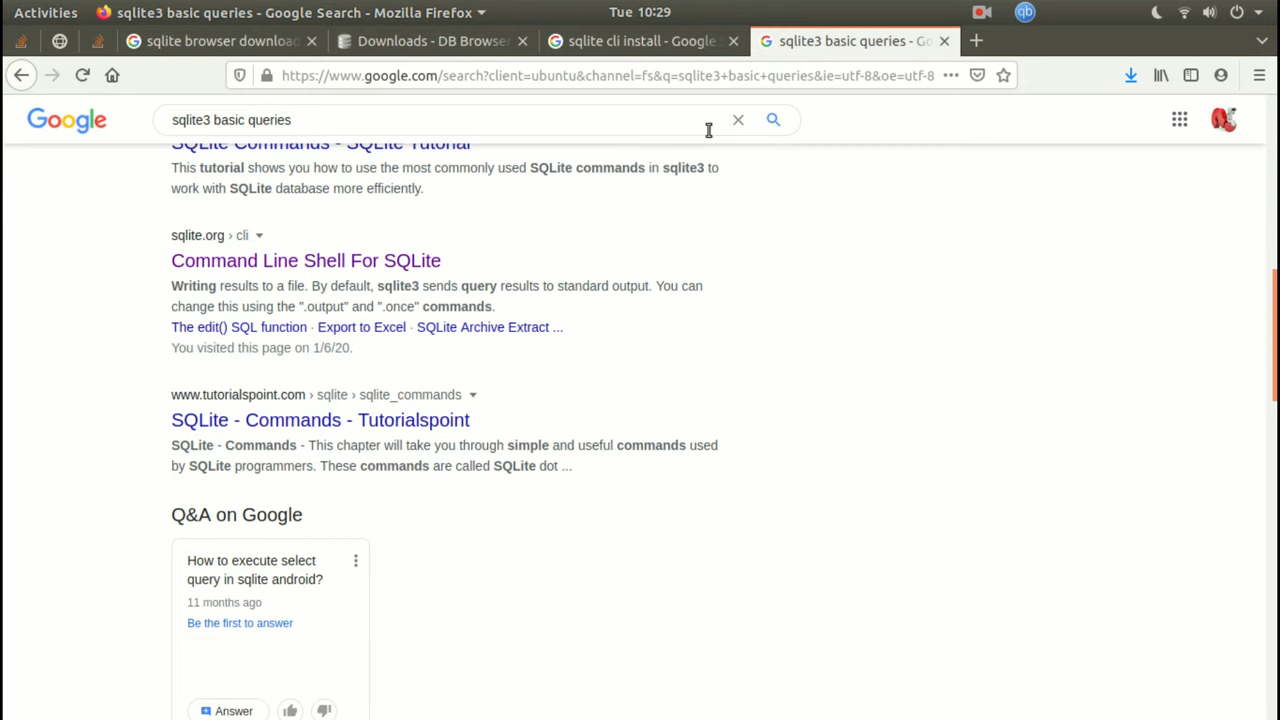 Activities sqlite3 basic queries - Google Search - Mozilla Firefox Tue 10:29 qb
sqlite browser download DB Browser Downloads - DB Browse sqlite cli install - Google S sqlite3 basic queries - Go
https://www.google.com/search?client=ubuntu&channel=fs&q=sqlite3+basic+queries&ie=utf-8&oe=utf-8
Google sqlite3 basic queries
SQLite Commands - SQLite Tutorial
This tutorial shows you how to use the most commonly used SQLite commands in sqlite3 to
work with SQLite database more efficiently.
sqlite.org › cli
Command Line Shell For SQLite
Writing results to a file. By default, sqlite3 sends query results to standard output. You can
change this using the ".output" and ".once" commands.
The edit() SQL function · Export to Excel · SQLite Archive Extract ...
You visited this page on 1/6/20.
www.tutorialspoint.com › sqlite › sqlite_commands
SQLite - Commands - Tutorialspoint
SQLite - Commands - This chapter will take you through simple and useful commands used
by SQLite programmers. These commands are called SQLite dot ...
Q&A on Google
How to execute select
query in sqlite android?
11 months ago
Be the first to answer
Answer